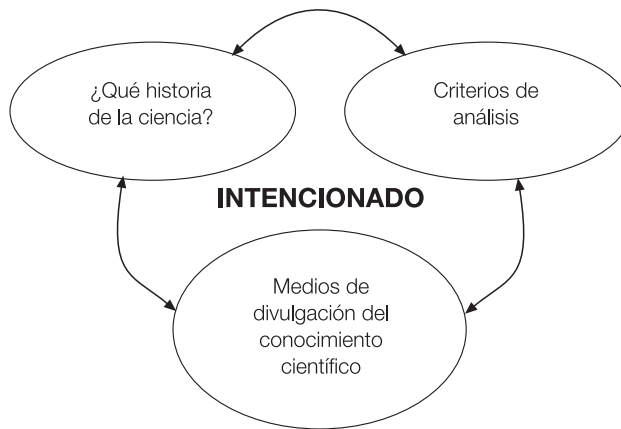 ¿Qué historia
de la ciencia?
Criterios de
análisis
INTENCIONADO
Medios de
divulgación del
conocimiento
científico